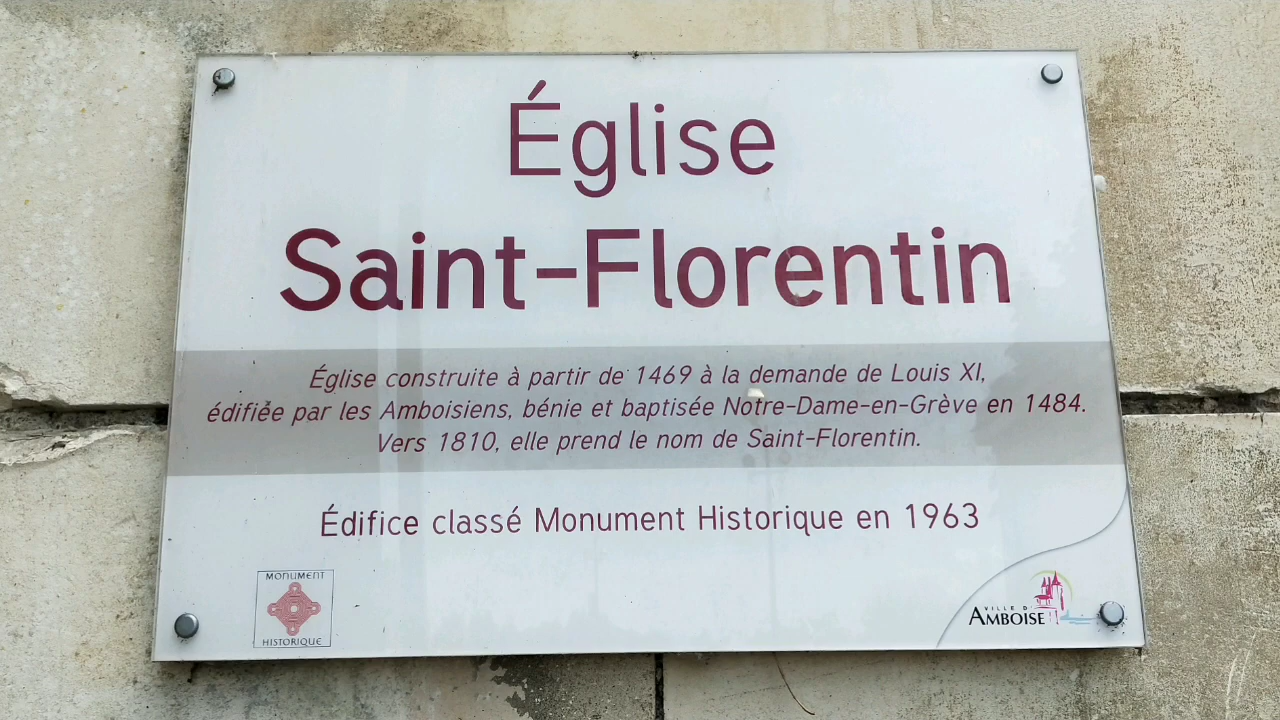 Église
Saint-Florentin
Église construite à partir de 1469 à la demande de Louis XI,
édifiée par les Amboisiens, bénie et baptisée Notre-Dame-en-Grève en 1484.
Vers 1810, elle prend le nom de Saint-Florentin.
Édifice classé Monument Historique en 1963
MONUMENT
HISTORIQUE
VILLE D'
AMBOISE